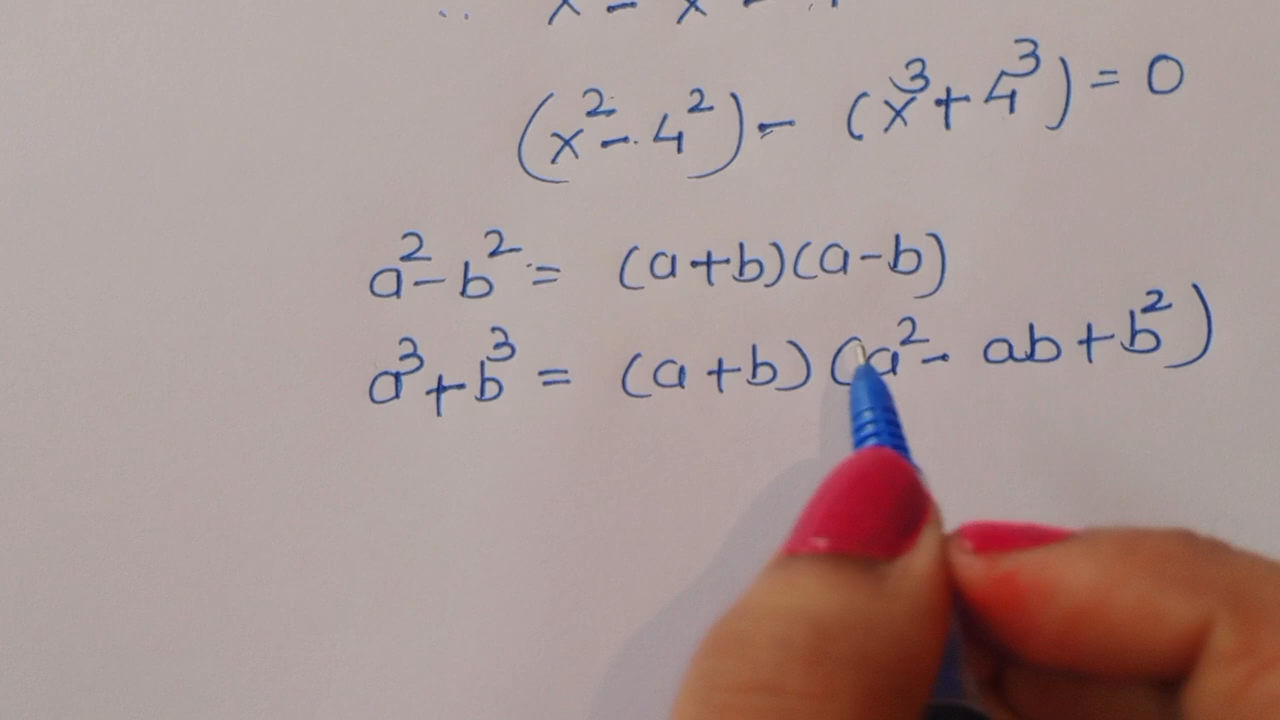 (x² - 4²) - (x³ + 4³) = 0
a² - b² = (a + b)(a - b)
a³ + b³ = (a + b)(a² - ab + b²)